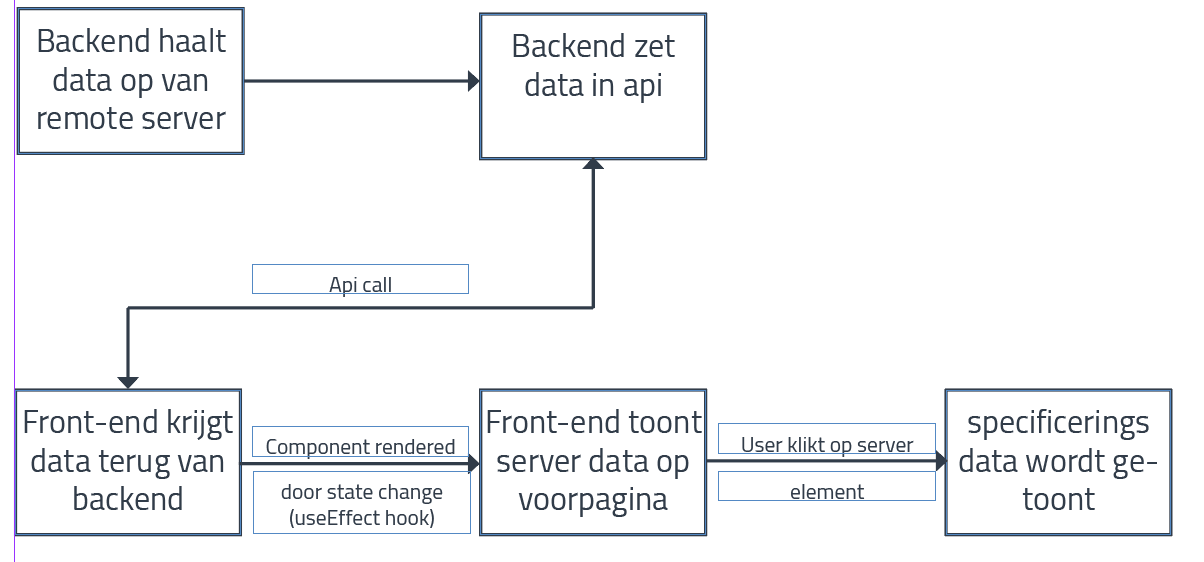 Backend haalt
data op van
remote server
Backend zet
data in api
Api call
Front-end krijgt
data terug van
backend
Component rendered
door state change
(useEffect hook)
Front-end toont
server data op
voorpagina
User klikt op server
element
specificerings
data wordt ge-
toont